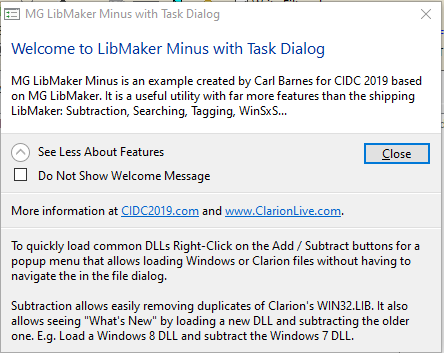 MG LibMaker Minus with Task Dialog
Welcome to LibMaker Minus with Task Dialog
MG LibMaker Minus is an example created by Carl Barnes for CIDC 2019 based
on MG LibMaker. It is a useful utility with far more features than the shipping
LibMaker: Subtraction, Searching, Tagging, WinSxS...
See Less About Features
Close
Do Not Show Welcome Message
More information at CIDC2019.com and www.ClarionLive.com.
To quickly load common DLLs Right-Click on the Add / Subtract buttons for a
popup menu that allows loading Windows or Clarion files without having to
navigate the in the file dialog.
Subtraction allows easily removing duplicates of Clarion's WIN32.LIB. It also
allows seeing "What's New" by loading a new DLL and subtracting the older
one. E.g. Load a Windows 8 DLL and subtract the Windows 7 DLL.